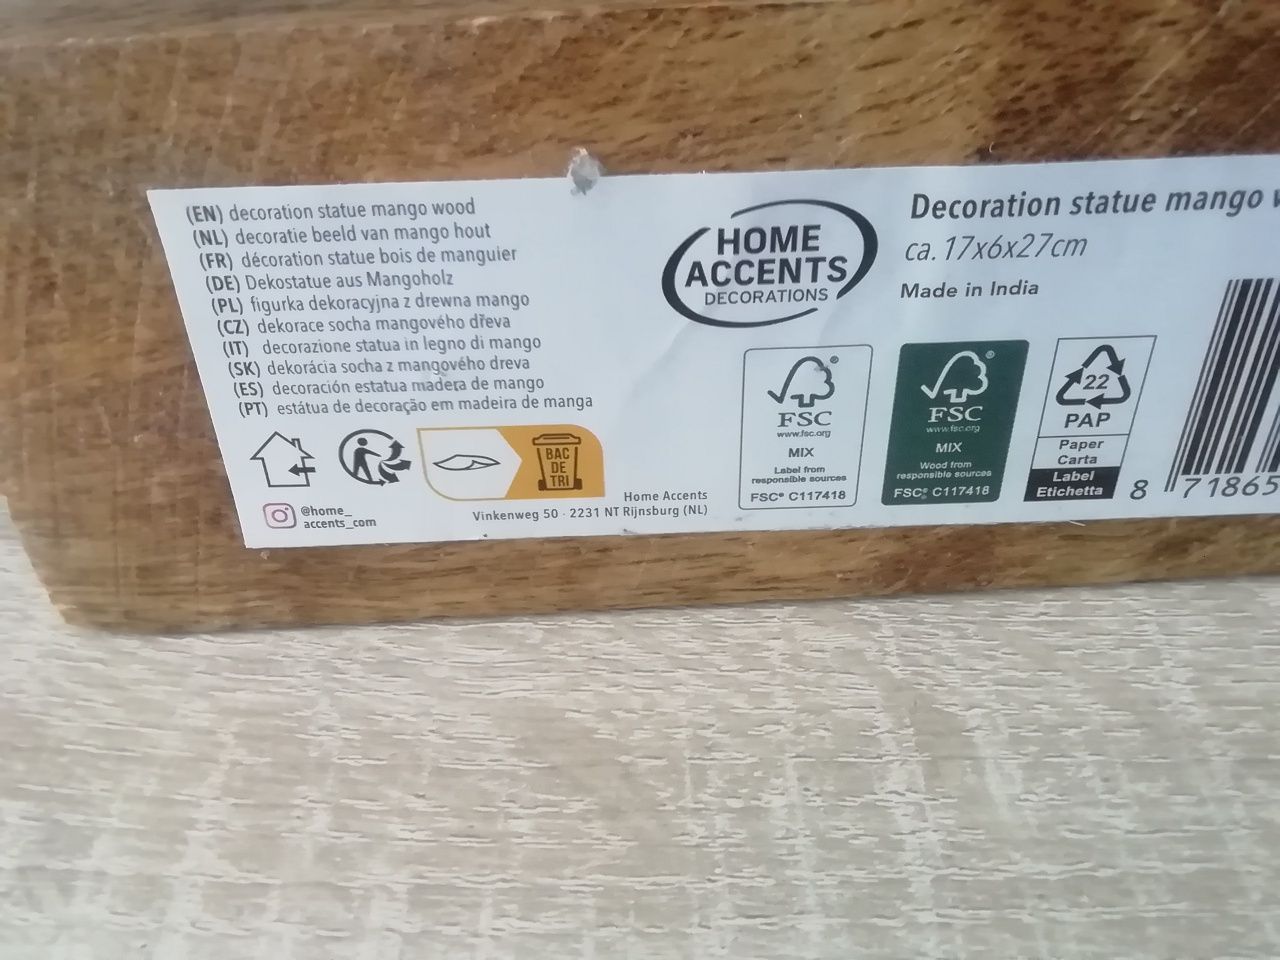 (EN) decoration statue mango wood
(NL) decoratie beeld van mango hout
(FR) décoration statue bois de manguier
(DE) Dekostatue aus Mangoholz
(PL) figurka dekoracyjna z drewna mango
(CZ) dekorace socha mangového dřeva
(IT) decorazione statua in legno di mango
(SK) dekorácia socha z mangového dreva
(ES) decoración estatua madera de mango
(PT) estátua de decoração em madeira de manga
BAC
DE
TRI
@home_
accents_com
Home Accents
Vinkenweg 50 · 2231 NT Rijnsburg (NL)
HOME
ACCENTS
DECORATIONS
Decoration statue mango
ca. 17x6x27cm
Made in India
FSC®
www.fsc.org
MIX
Label from
responsible sources
FSC® C117418
FSC®
www.fsc.org
MIX
Wood from
responsible sources
FSC® C117418
22
PAP
Paper
Carta
Label
Etichetta
8 71865